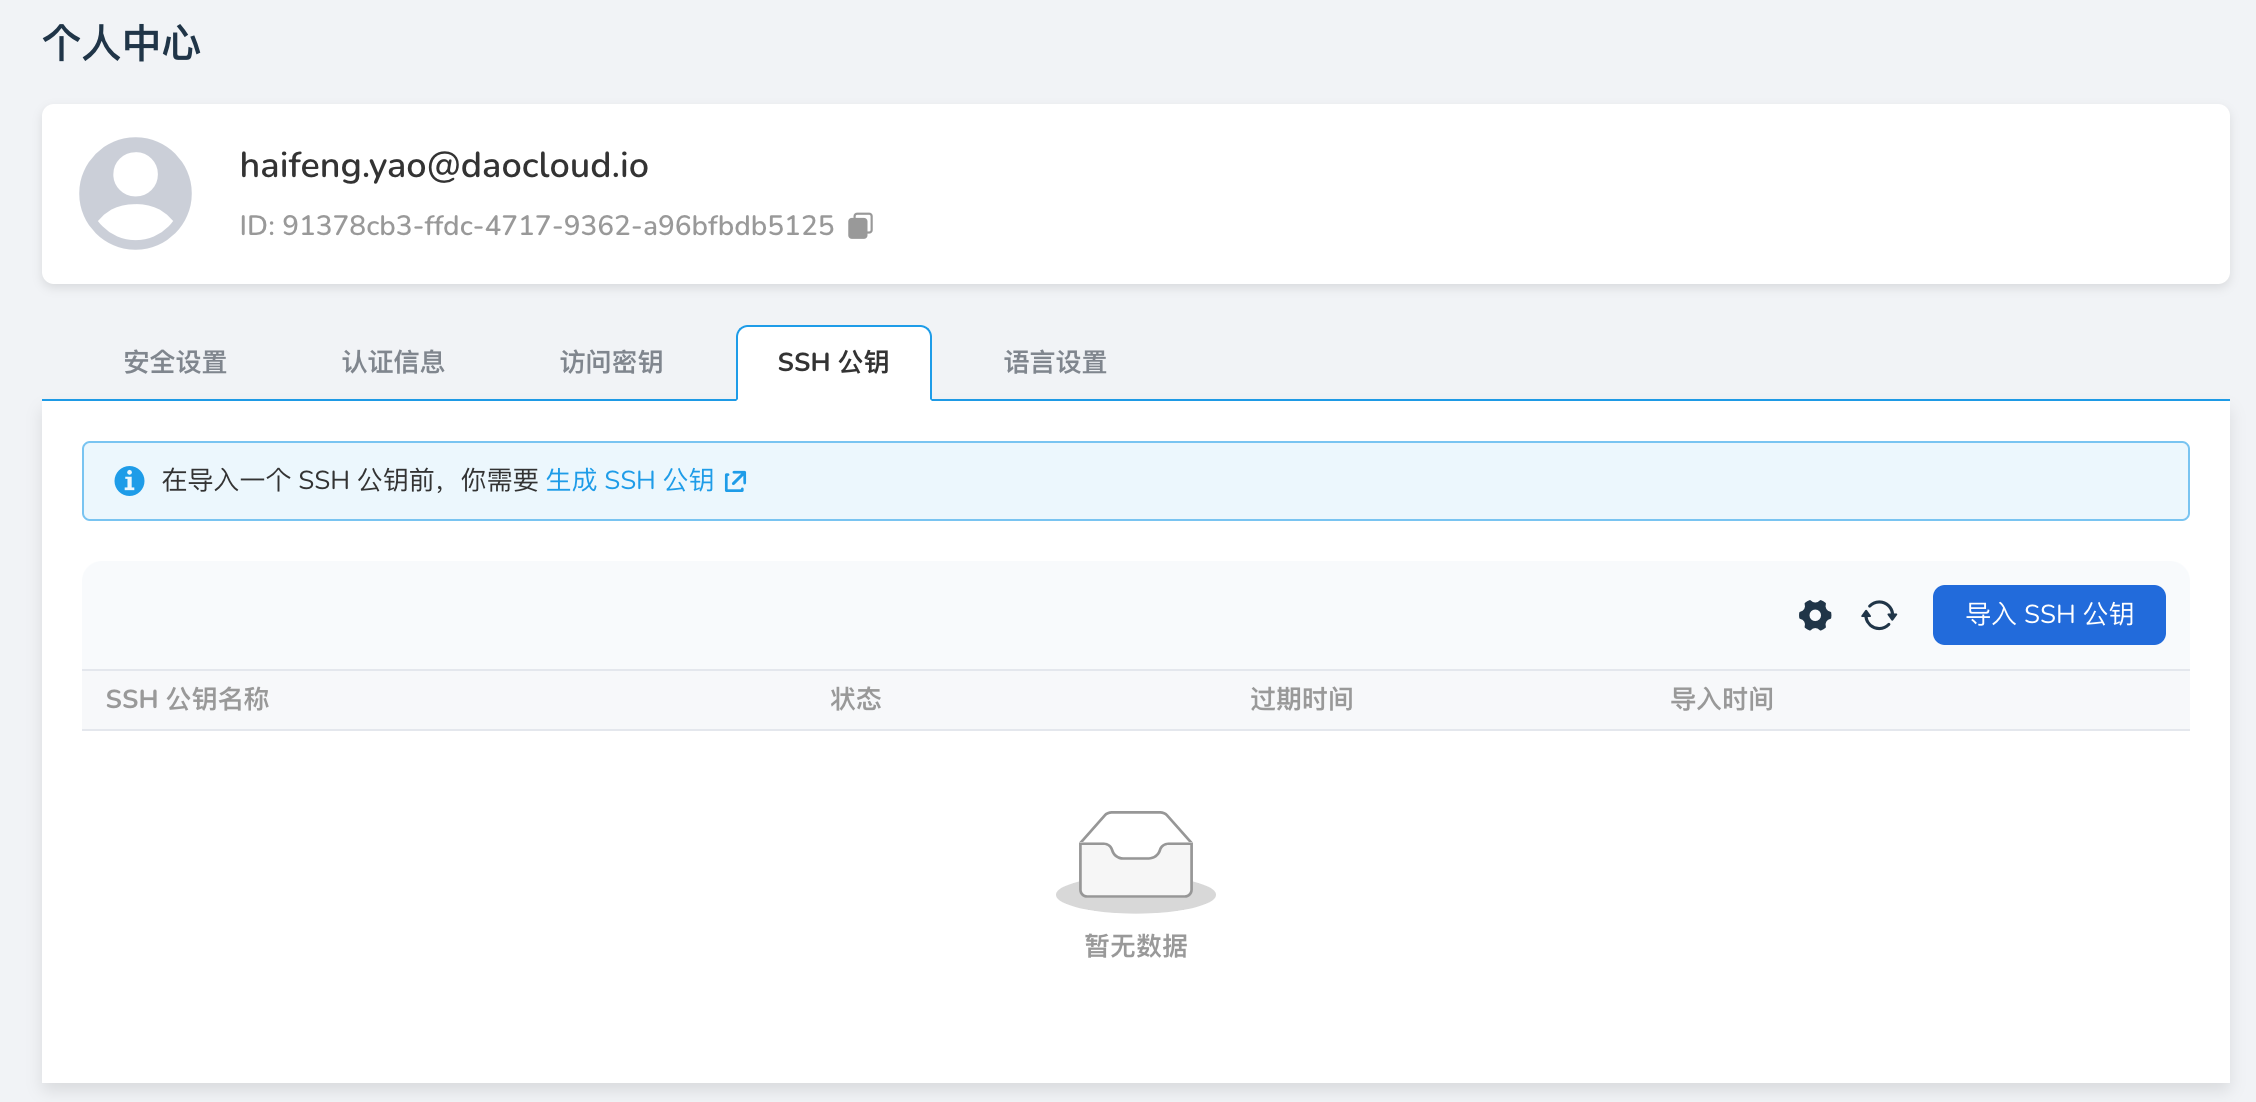 个人中心
haifeng.yao@daocloud.io
ID: 91378cb3-ffdc-4717-9362-a96bfbdb5125
安全设置 认证信息 访问密钥 SSH 公钥 语言设置
在导入一个 SSH 公钥前，你需要 生成 SSH 公钥
导入 SSH 公钥
SSH 公钥名称 状态 过期时间 导入时间
暂无数据